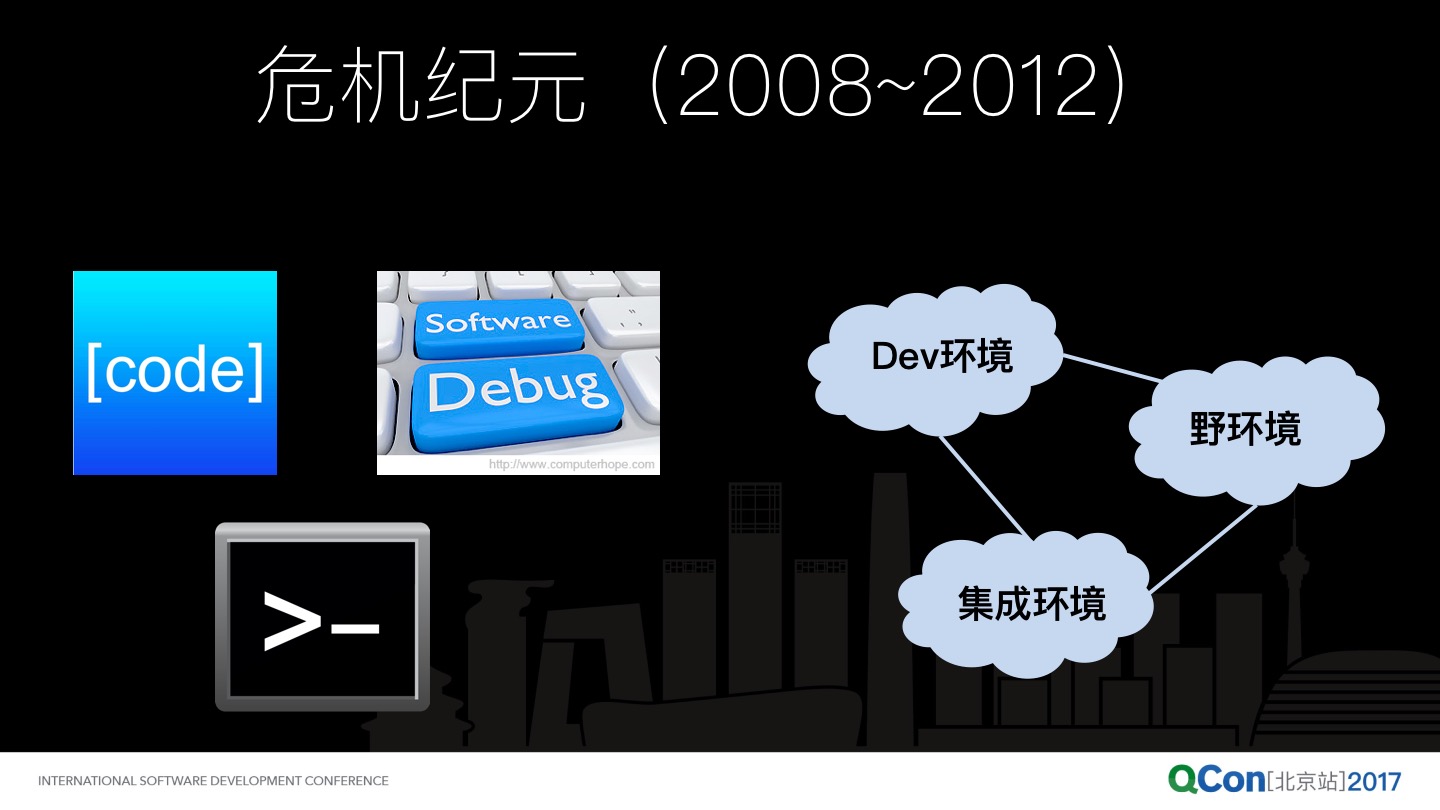 危机纪元（2008~2012）
[code]
Software
Debug
http://www.computerhope.com
>_
Dev环境
野环境
集成环境
INTERNATIONAL SOFTWARE DEVELOPMENT CONFERENCE
QCon[北京站]2017